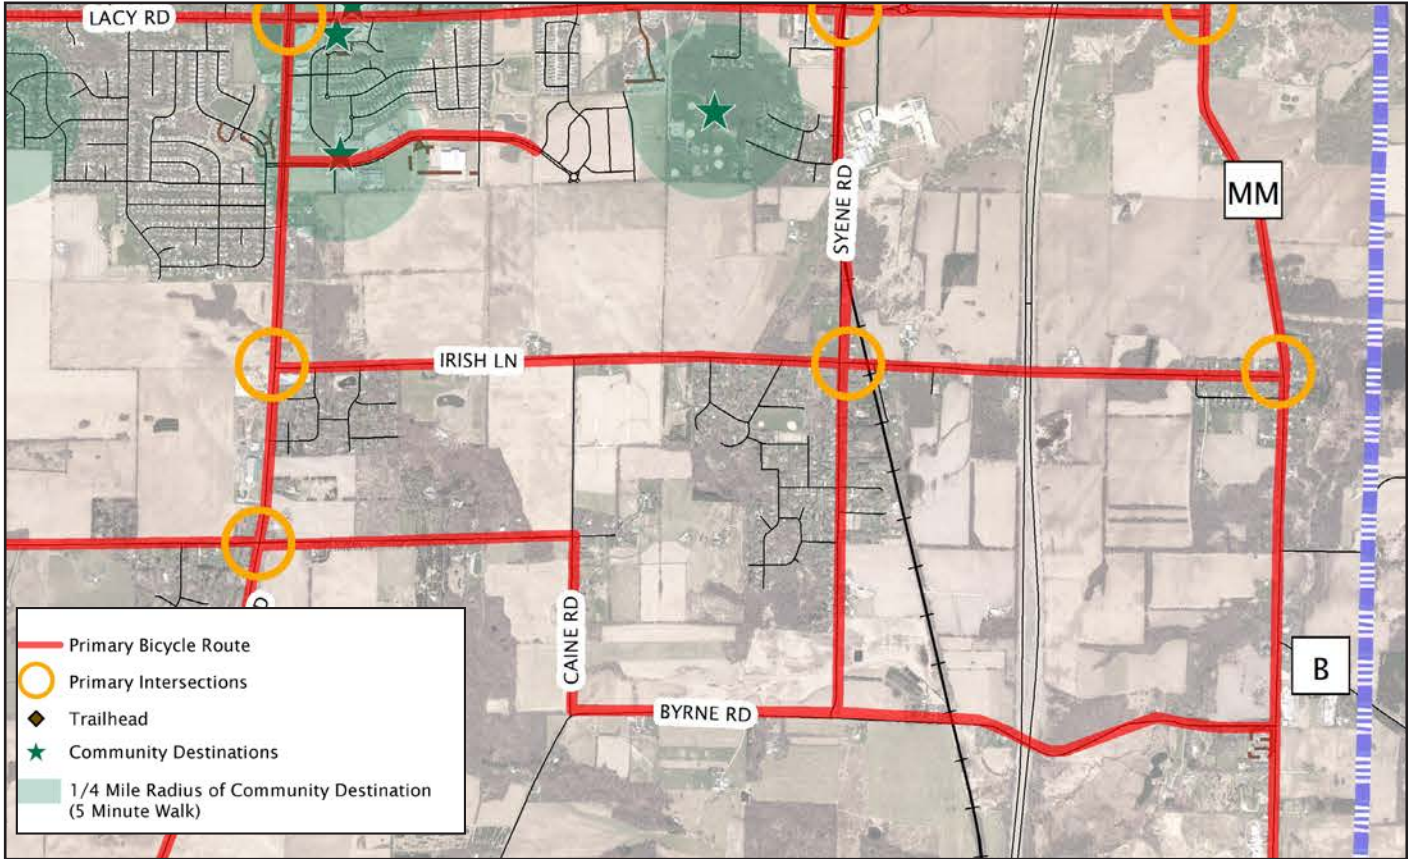 LACY RD
SYENE RD
MM
IRISH LN
D
CAINE RD
BYRNE RD
B
Primary Bicycle Route
Primary Intersections
Trailhead
Community Destinations
1/4 Mile Radius of Community Destination
(5 Minute Walk)